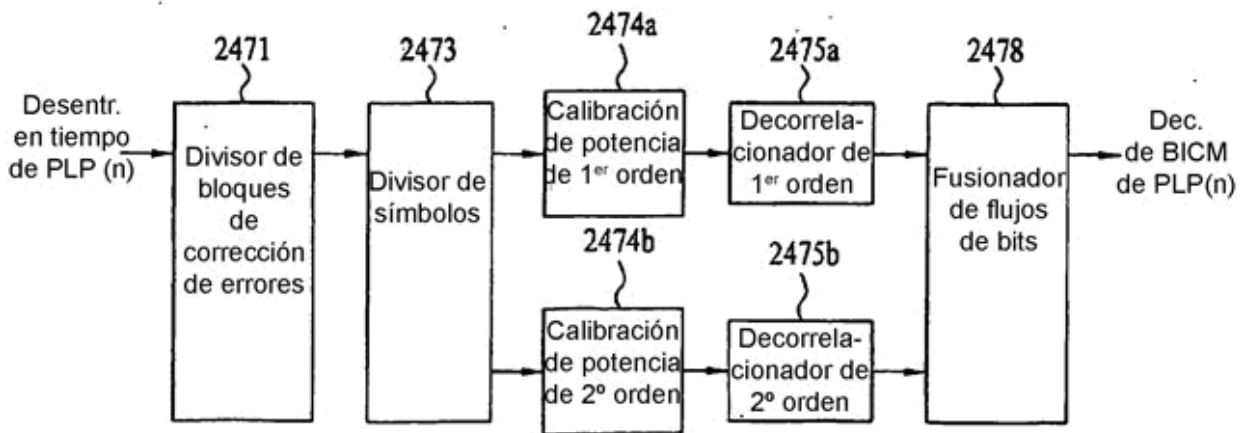 2471
2473
2474a
2475a
2478
Desentr.
en tiempo
de PLP (n)
Divisor de
bloques
de
corrección
de errores
Divisor de
símbolos
Calibración
de potencia
de 1er orden
Decorrela-
cionador de
1er orden
Fusionador
de flujos
de bits
Dec.
de BICM
de PLP(n)
2474b
2475b
Calibración
de potencia
de 2º orden
Decorrela-
cionador de
2º orden